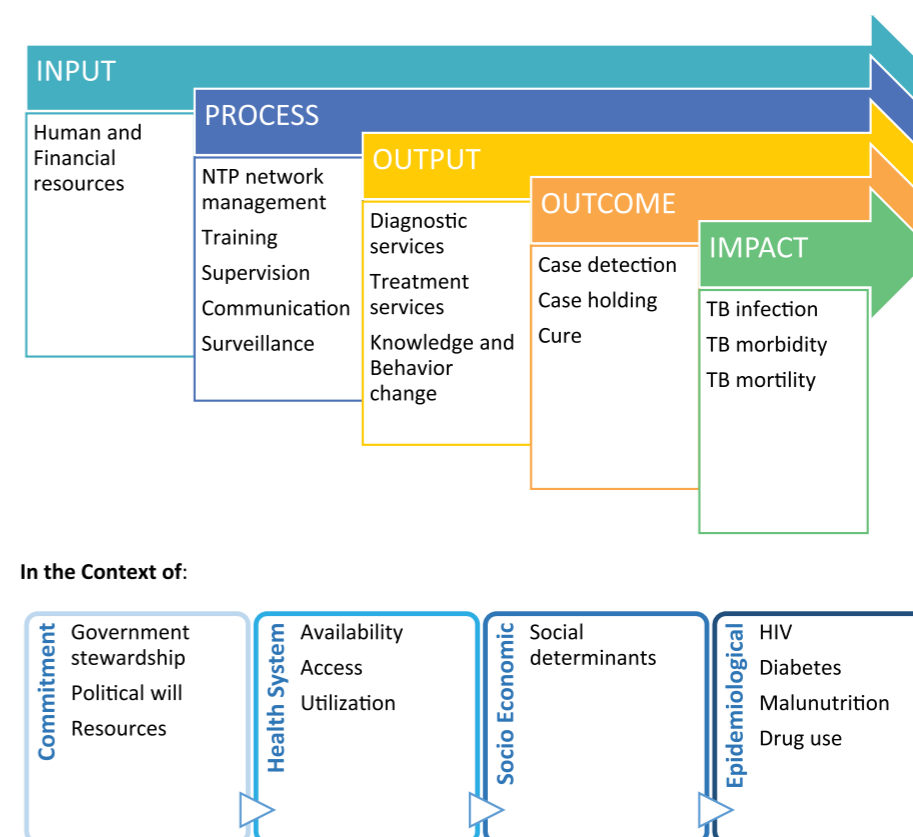 INPUT
Human and
Financial
resources
PROCESS
NTP network
management
Training
Supervision
Communication
Surveillance
OUTPUT
Diagnostic
services
Treatment
services
Knowledge and
Behavior
change
OUTCOME
Case detection
Case holding
Cure
IMPACT
TB infection
TB morbidity
TB mortility
In the Context of:
Commitment
Government
stewardship
Political will
Resources
Health System
Availability
Access
Utilization
Socio Economic
Social
determinants
Epidemiological
HIV
Diabetes
Malunutrition
Drug use